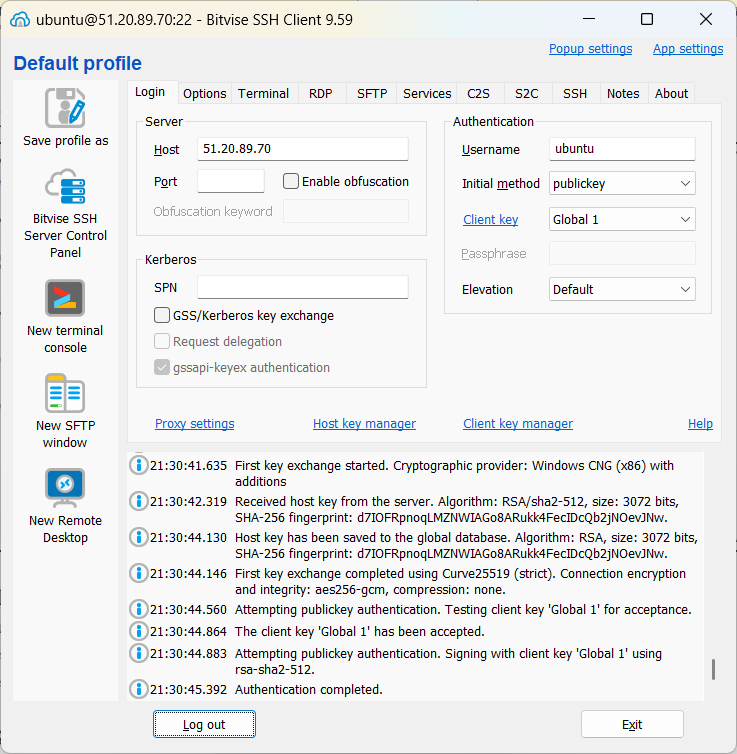 ubuntu@51.20.89.70:22 - Bitvise SSH Client 9.59
Popup settings
App settings
Default profile
Save profile as
Bitvise SSH
Server Control
Panel
New terminal
console
New SFTP
window
New Remote
Desktop
Login
Options
Terminal
RDP
SFTP
Services
C2S
S2C
SSH
Notes
About
Server
Host
51.20.89.70
Port
Enable obfuscation
Obfuscation keyword
Kerberos
SPN
GSS/Kerberos key exchange
Request delegation
gssapi-keyex authentication
Authentication
Username
ubuntu
Initial method
publickey
Client key
Global 1
Passphrase
Elevation
Default
Proxy settings
Host key manager
Client key manager
Help
21:30:41.635 First key exchange started. Cryptographic provider: Windows CNG (x86) with
additions
21:30:42.319 Received host key from the server. Algorithm: RSA/sha2-512, size: 3072 bits,
SHA-256 fingerprint: d7IOFRpnoqLMZNWIAGo8ARukk4FecIDcQb2jNOevJNw.
21:30:44.130 Host key has been saved to the global database. Algorithm: RSA, size: 3072 bits,
SHA-256 fingerprint: d7IOFRpnoqLMZNWIAGo8ARukk4FecIDcQb2jNOevJNw.
21:30:44.146 First key exchange completed using Curve25519 (strict). Connection encryption
and integrity: aes256-gcm, compression: none.
21:30:44.560 Attempting publickey authentication. Testing client key 'Global 1' for acceptance.
21:30:44.864 The client key 'Global 1' has been accepted.
21:30:44.883 Attempting publickey authentication. Signing with client key 'Global 1' using
rsa-sha2-512.
21:30:45.392 Authentication completed.
Log out
Exit